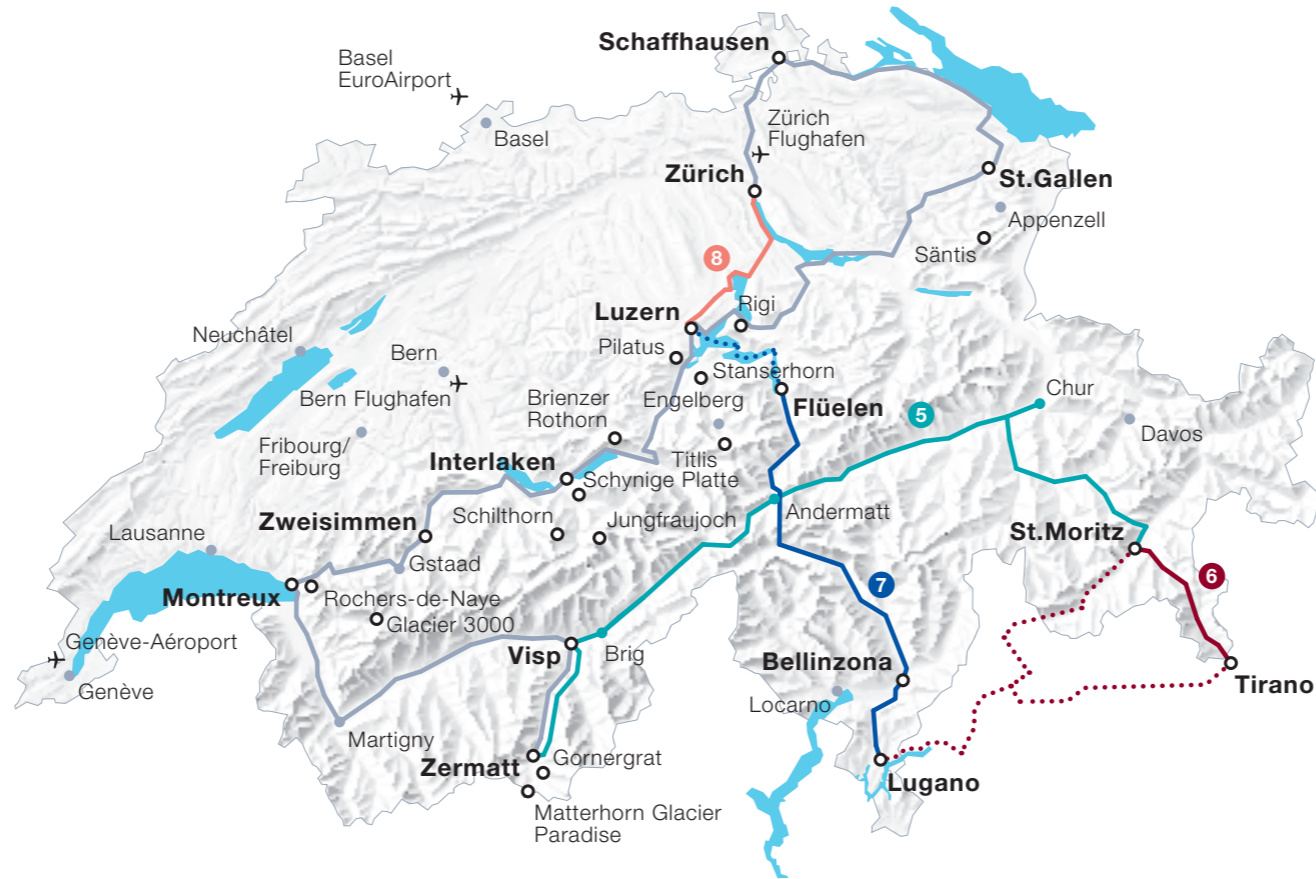 Schaffhausen
Basel
EuroAirport
Basel
Zürich
Flughafen
Zürich
St.Gallen
Appenzell
Säntis
8
Rigi
Luzern
Neuchâtel
Pilatus
Bern
Stanserhorn
Bern Flughafen
Engelberg
Brienzer
Rothorn
Flüelen
5
Chur
Davos
Fribourg/
Freiburg
Interlaken
Titlis
Schynige Platte
Zweisimmen
Schilthorn
Jungfraujoch
Andermatt
Lausanne
St.Moritz
Gstaad
7
6
Montreux
Rochers-de-Naye
Glacier 3000
Genève-Aéroport
Visp
Brig
Bellinzona
Tirano
Genève
Locarno
Martigny
Gornergrat
Zermatt
Lugano
Matterhorn Glacier
Paradise